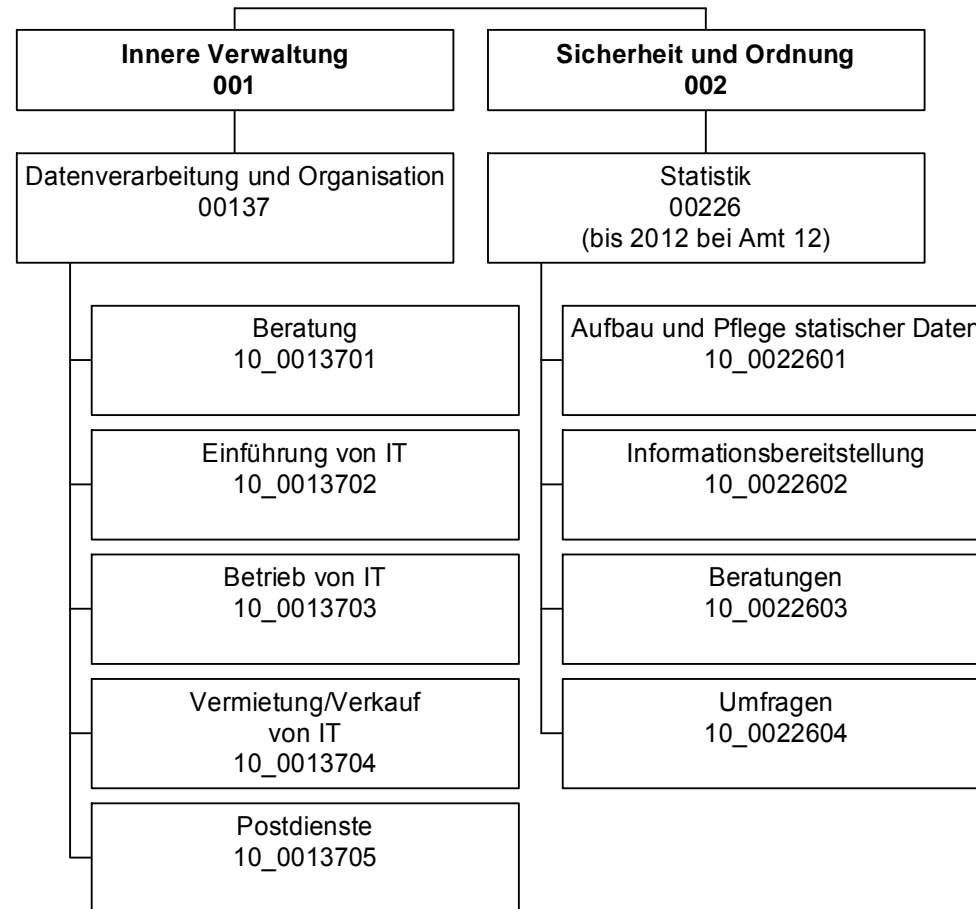 Innere Verwaltung
001
Sicherheit und Ordnung
002
Datenverarbeitung und Organisation
00137
Statistik
00226
(bis 2012 bei Amt 12)
Beratung
10_0013701
Einführung von IT
10_0013702
Betrieb von IT
10_0013703
Vermietung/Verkauf
von IT
10_0013704
Postdienste
10_0013705
Aufbau und Pflege statischer Daten
10_0022601
Informationsbereitstellung
10_0022602
Beratungen
10_0022603
Umfragen
10_0022604